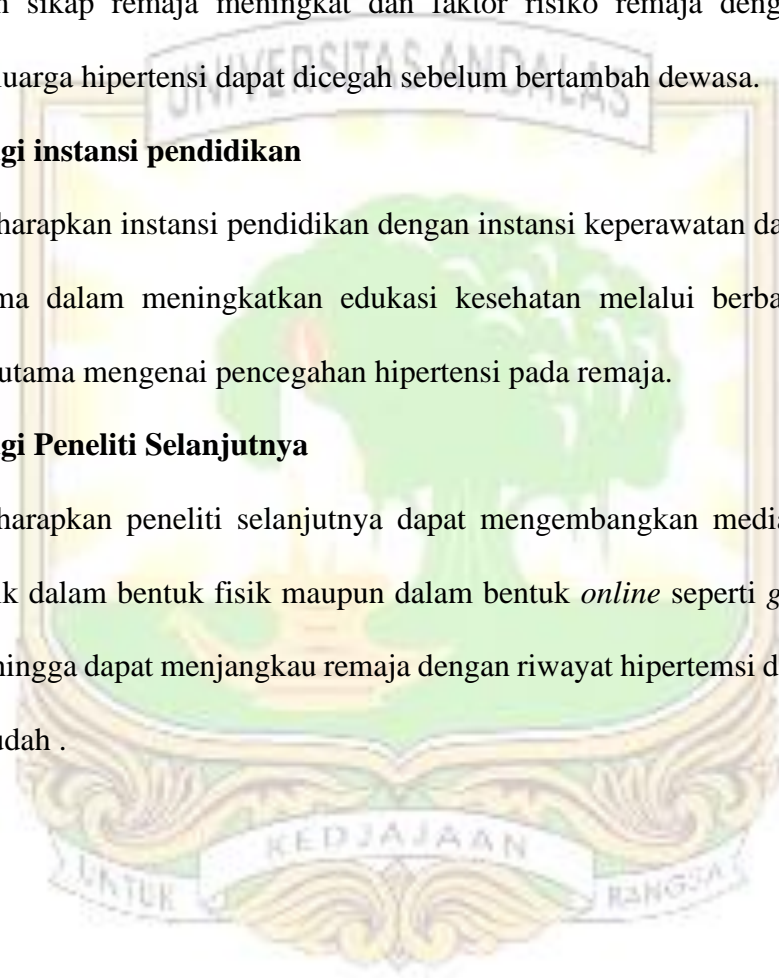 n sikap remaja meningkat dan faktor risiko remaja deng
luarga hipertensi dapat dicegah sebelum bertambah dewasa.
UNIVERSITAS ANDALAS
gi instansi pendidikan
harapkan instansi pendidikan dengan instansi keperawatan da
ma dalam meningkatkan edukasi kesehatan melalui berba
utama mengenai pencegahan hipertensi pada remaja.
gi Peneliti Selanjutnya
harapkan peneliti selanjutnya dapat mengembangkan media
ik dalam bentuk fisik maupun dalam bentuk online seperti g
hingga dapat menjangkau remaja dengan riwayat hipertemsi d
udah .
KEDJAJAAN
UNTUK
BANGSA